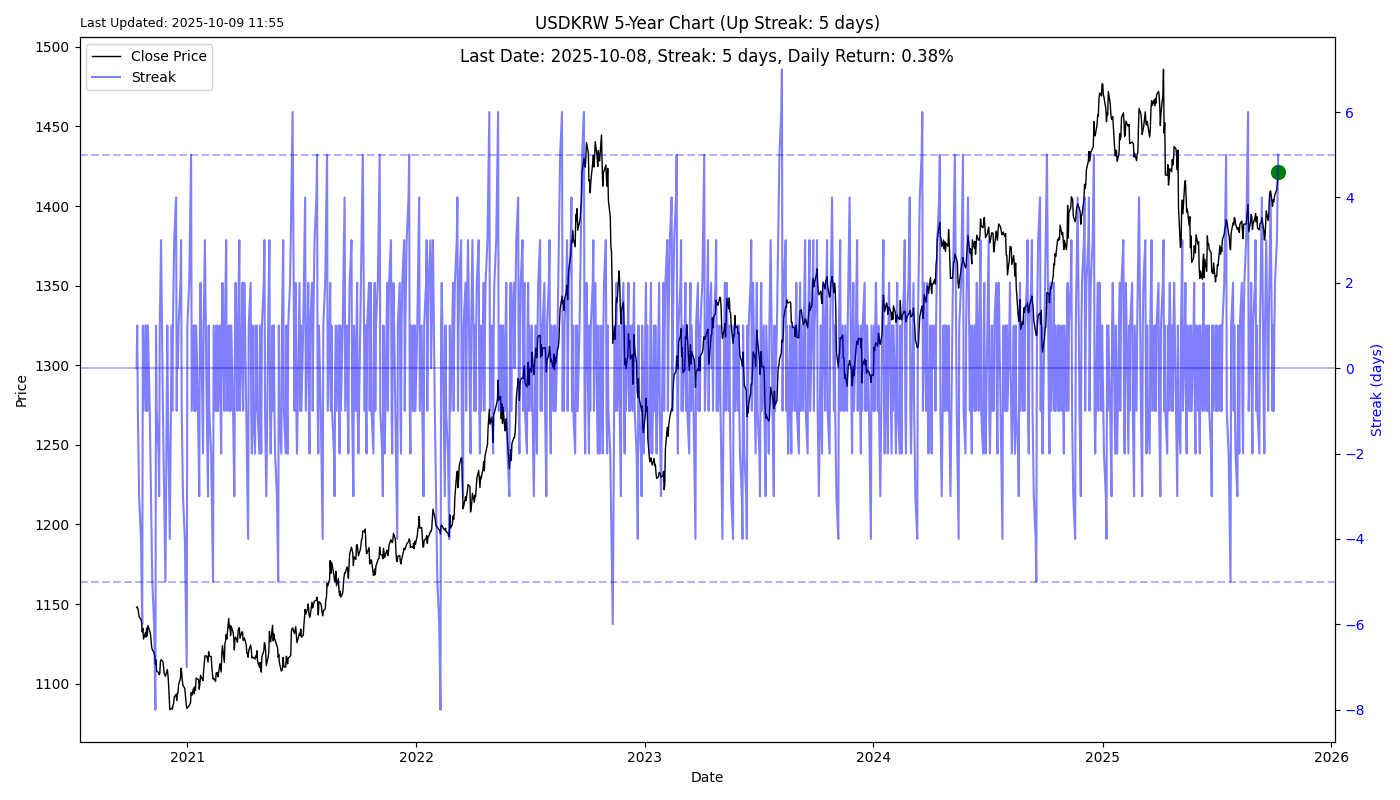 Last Updated: 2025-10-09 11:55
USDKRW 5-Year Chart (Up Streak: 5 days)
Last Date: 2025-10-08, Streak: 5 days, Daily Return: 0.38%
Close Price
Streak
Price
1500
1450
1400
1350
1300
1250
1200
1150
1100
6
4
2
0
−2
−4
−6
−8
Streak (days)
2021
2022
2023
2024
2025
2026
Date